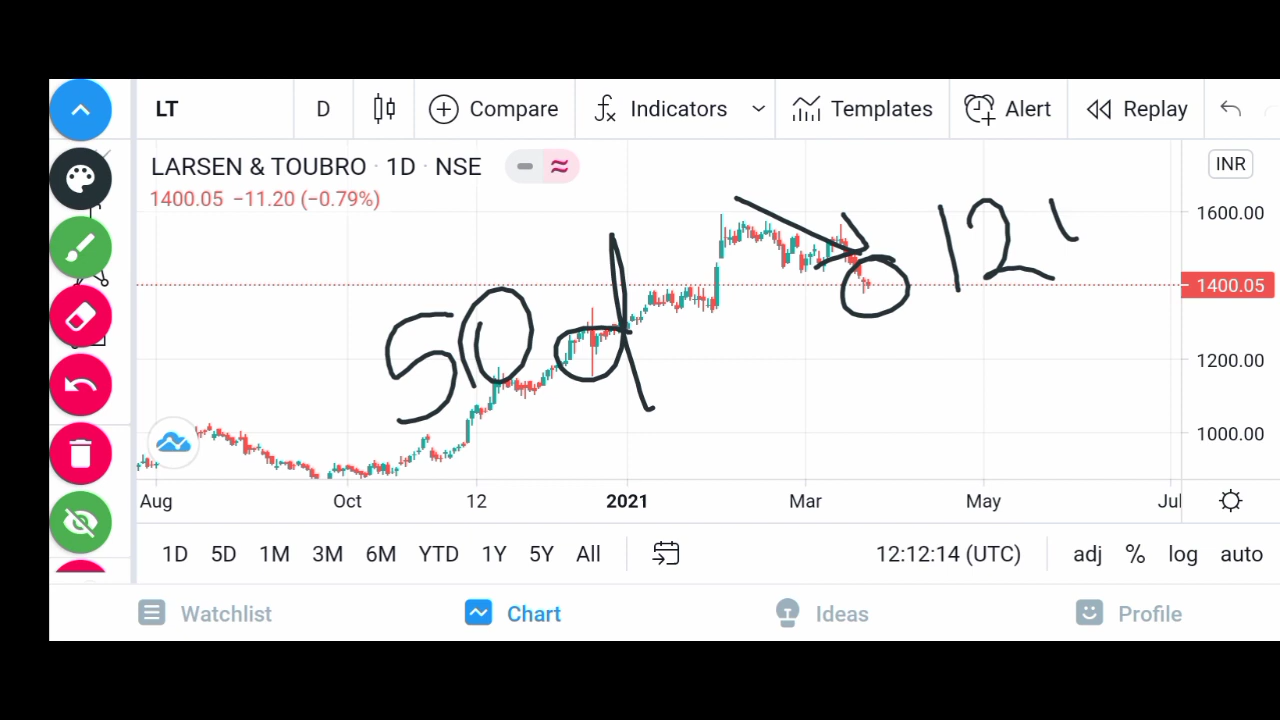 LT D Compare Indicators Templates Alert Replay
LARSEN & TOUBRO · 1D · NSE INR
1400.05 −11.20 (−0.79%)
1600.00
12
1400.05
50d
1200.00
1000.00
Aug Oct 12 2021 Mar May Jul
1D 5D 1M 3M 6M YTD 1Y 5Y All 12:12:14 (UTC) adj % log auto
Watchlist Chart Ideas Profile